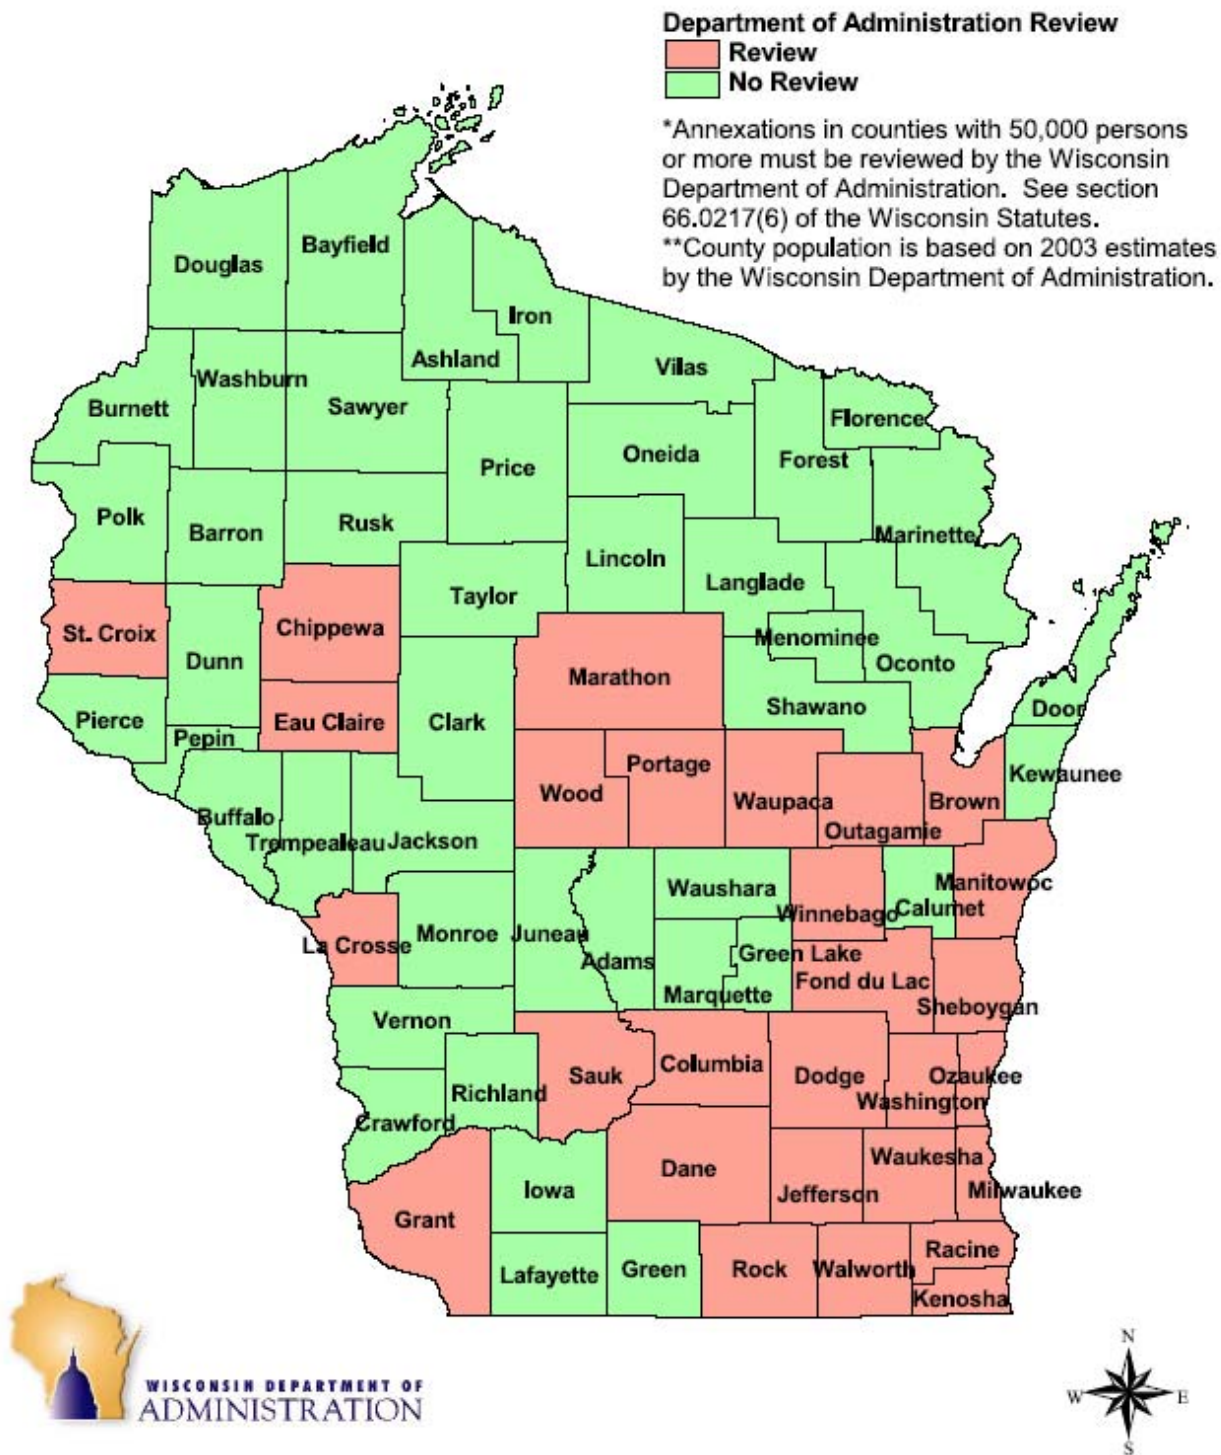 Department of Administration Review
Review
No Review
*Annexations in counties with 50,000 persons
or more must be reviewed by the Wisconsin
Department of Administration. See section
66.0217(6) of the Wisconsin Statutes.
**County population is based on 2003 estimates
by the Wisconsin Department of Administration.
Douglas
Bayfield
Ashland
Iron
Vilas
Burnett
Washburn
Sawyer
Price
Oneida
Forest
Florence
Marinette
Polk
Barron
Rusk
Lincoln
Langlade
Taylor
St. Croix
Dunn
Chippewa
Marathon
Menominee
Oconto
Shawano
Door
Pierce
Pepin
Eau Claire
Clark
Wood
Portage
Waupaca
Outagamie
Brown
Kewaunee
Buffalo
Trempealeau
Jackson
Waushara
Winnebago
Calumet
Manitowoc
La Crosse
Monroe
Juneau
Adams
Marquette
Green Lake
Fond du Lac
Sheboygan
Vernon
Richland
Sauk
Columbia
Dodge
Washington
Ozaukee
Crawford
Grant
Iowa
Dane
Jefferson
Waukesha
Milwaukee
Lafayette
Green
Rock
Walworth
Racine
Kenosha
WISCONSIN DEPARTMENT OF
ADMINISTRATION
N
W
E
S